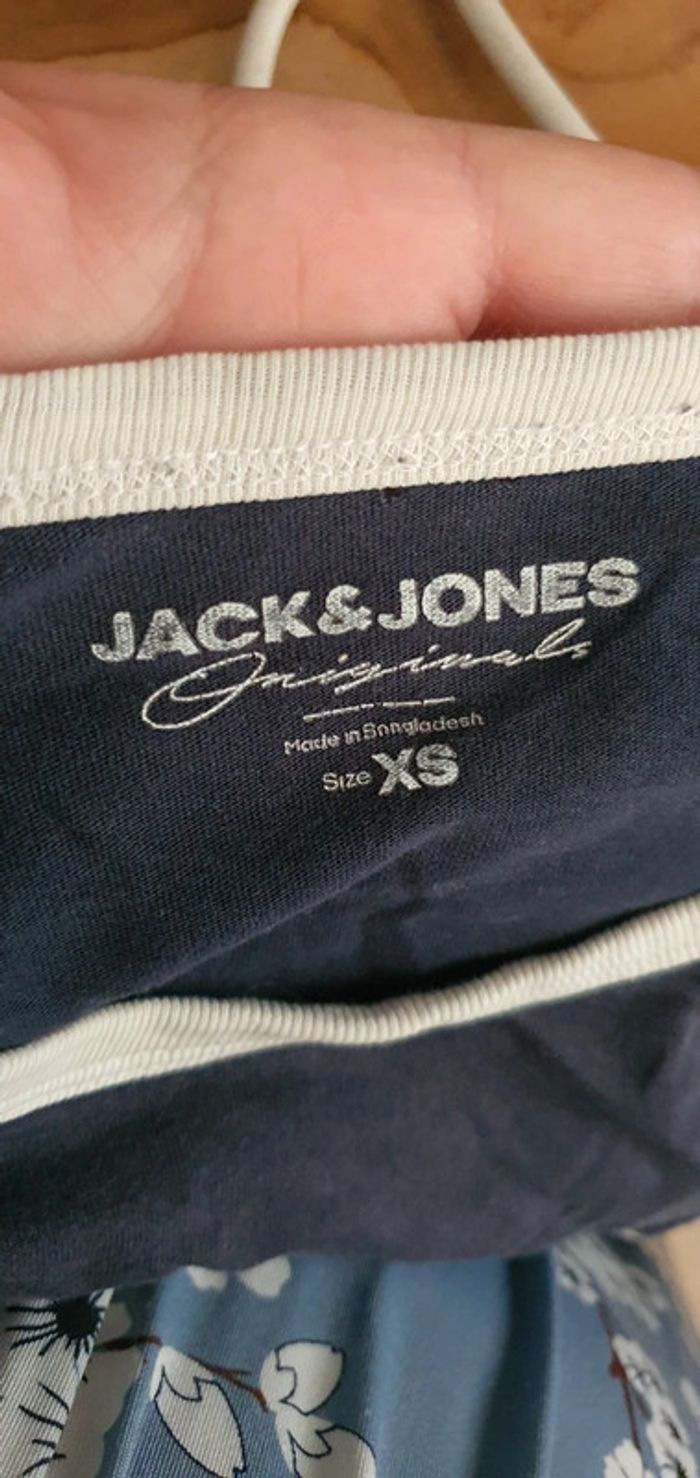 JACK&JONES
Originals
Made in Bangladesh
Size XS